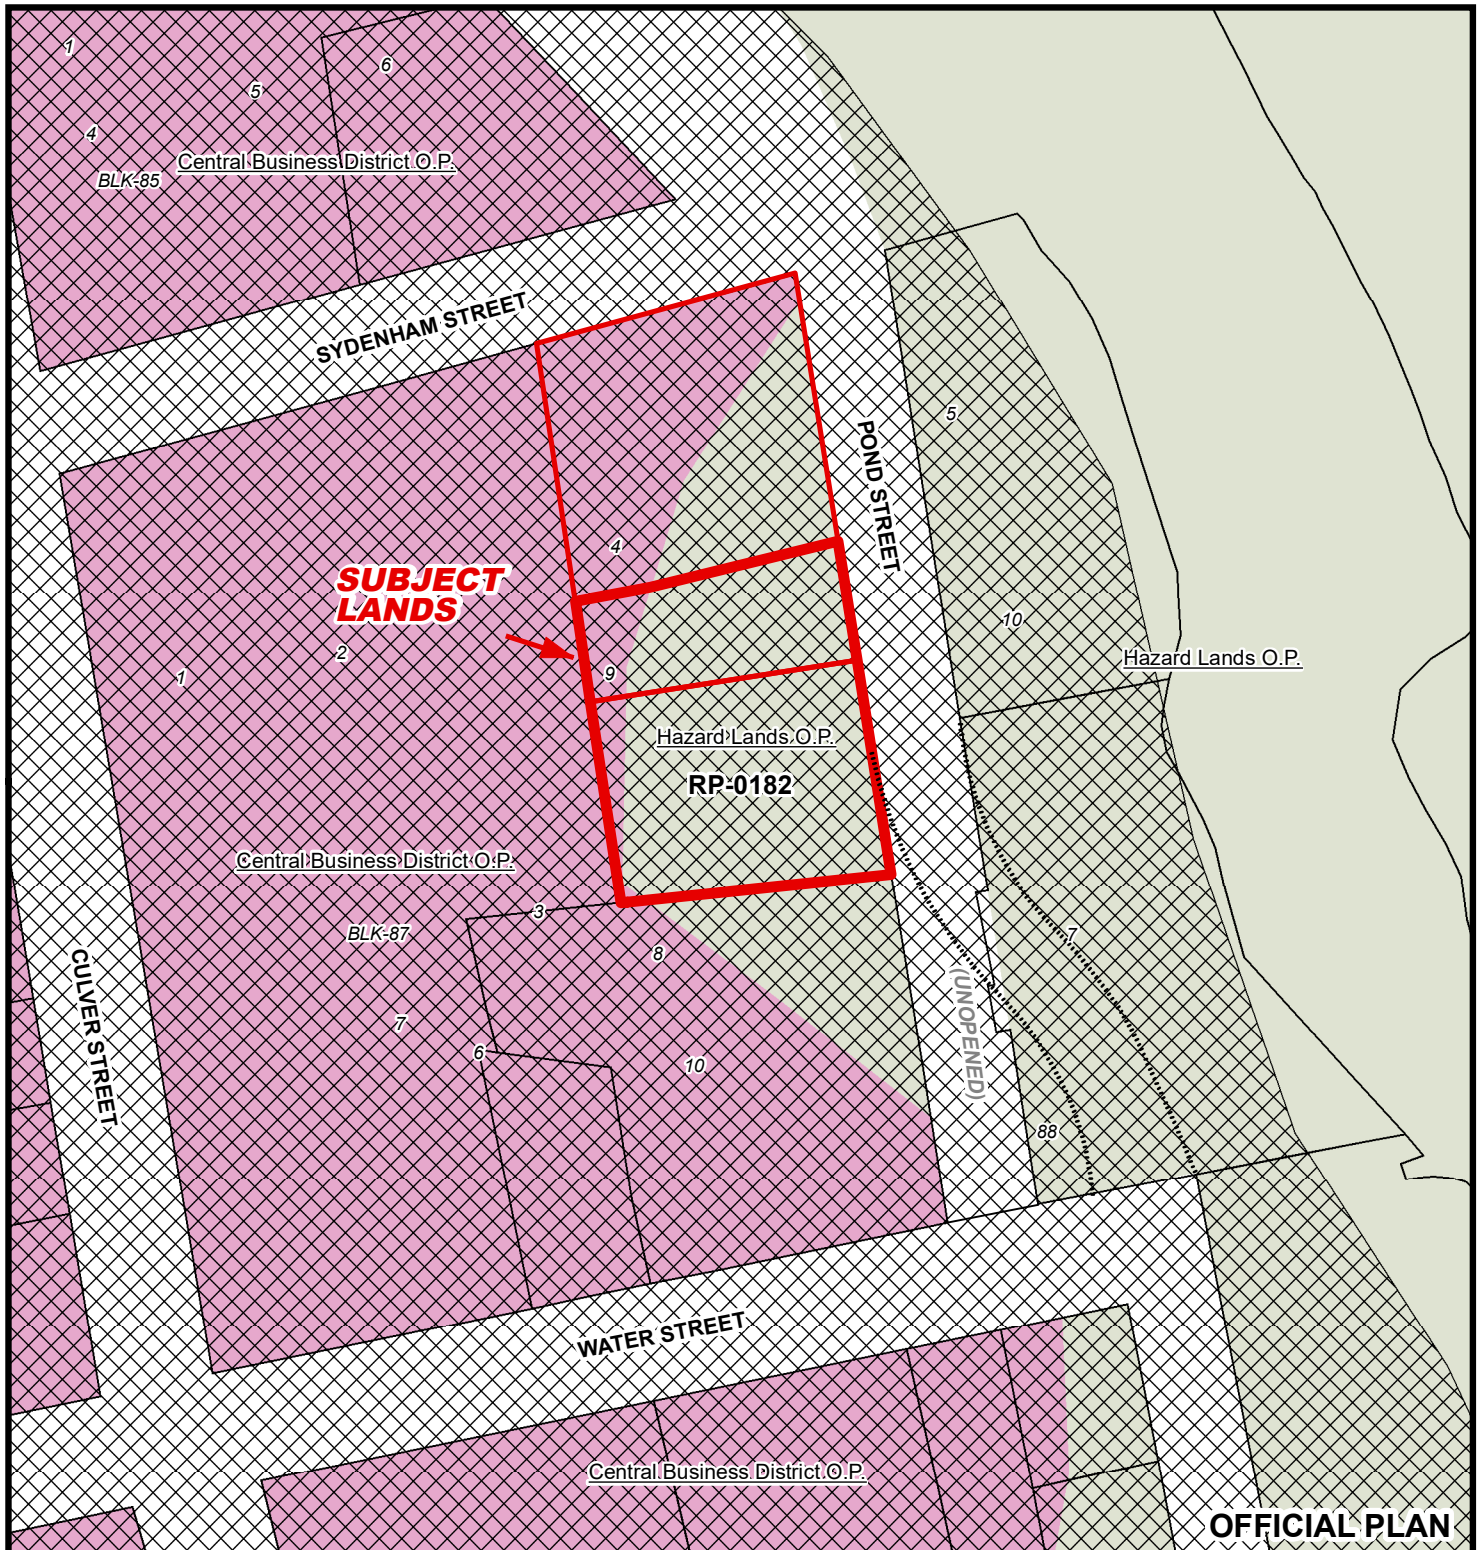 1
6
5
4
Central Business District O.P.
BLK-85
SYDENHAM STREET
5
POND STREET
4
SUBJECT
LANDS
10
2
Hazard Lands O.P.
9
1
Hazard Lands O.P.
RP-0182
Central Business District O.P.
3
BLK-87
7
8
CULVER STREET
(UNOPENED)
7
6
10
88
WATER STREET
Central Business District O.P.
OFFICIAL PLAN